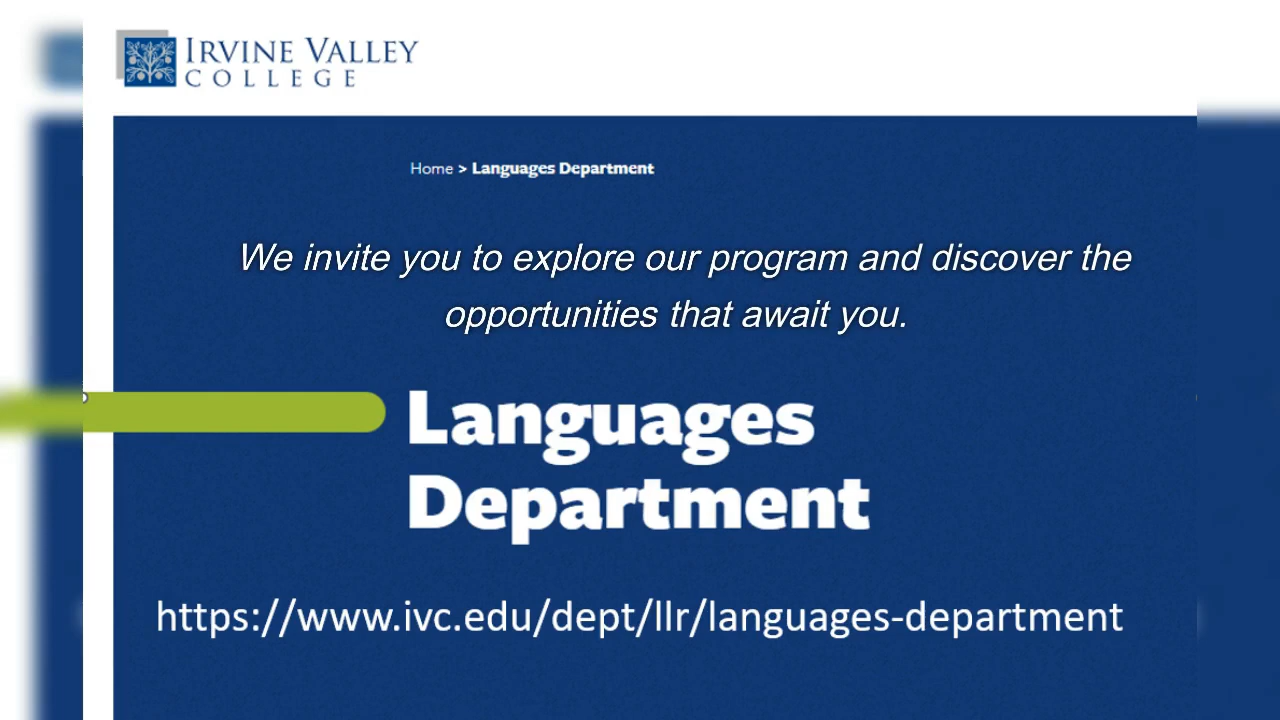 IRVINE VALLEY
COLLEGE
Home > Languages Department
We invite you to explore our program and discover the
opportunities that await you.
Languages
Department
https://www.ivc.edu/dept/llr/languages-department